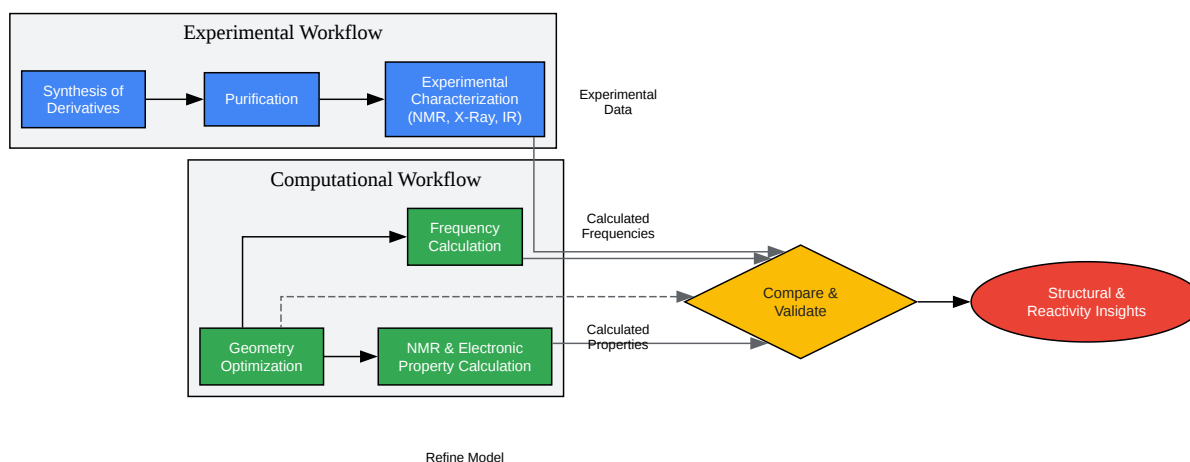 Experimental Workflow
Synthesis of
Derivatives
Purification
Experimental
Characterization
(NMR, X-Ray, IR)
Experimental
Data
Computational Workflow
Frequency
Calculation
Calculated
Frequencies
Geometry
Optimization
NMR & Electronic
Property Calculation
Calculated
Properties
Compare &
Validate
Structural &
Reactivity Insights
Refine Model